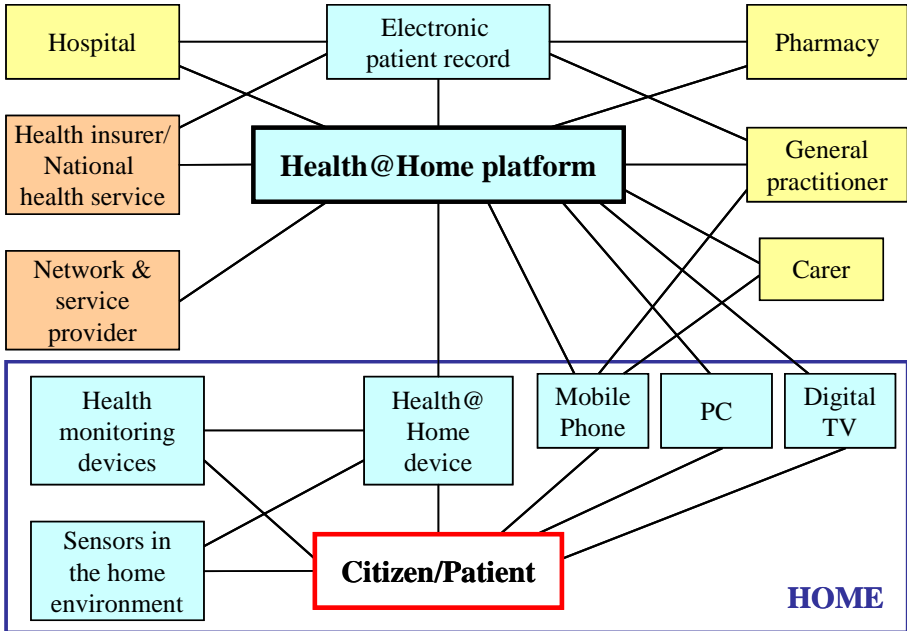 Hospital
Electronic
patient record
Pharmacy
Health insurer/
National
health service
Health@Home platform
General
practitioner
Network &
service
provider
Carer
Health
monitoring
devices
Health@
Home
device
Mobile
Phone
PC
Digital
TV
Sensors in
the home
environment
Citizen/Patient
HOME